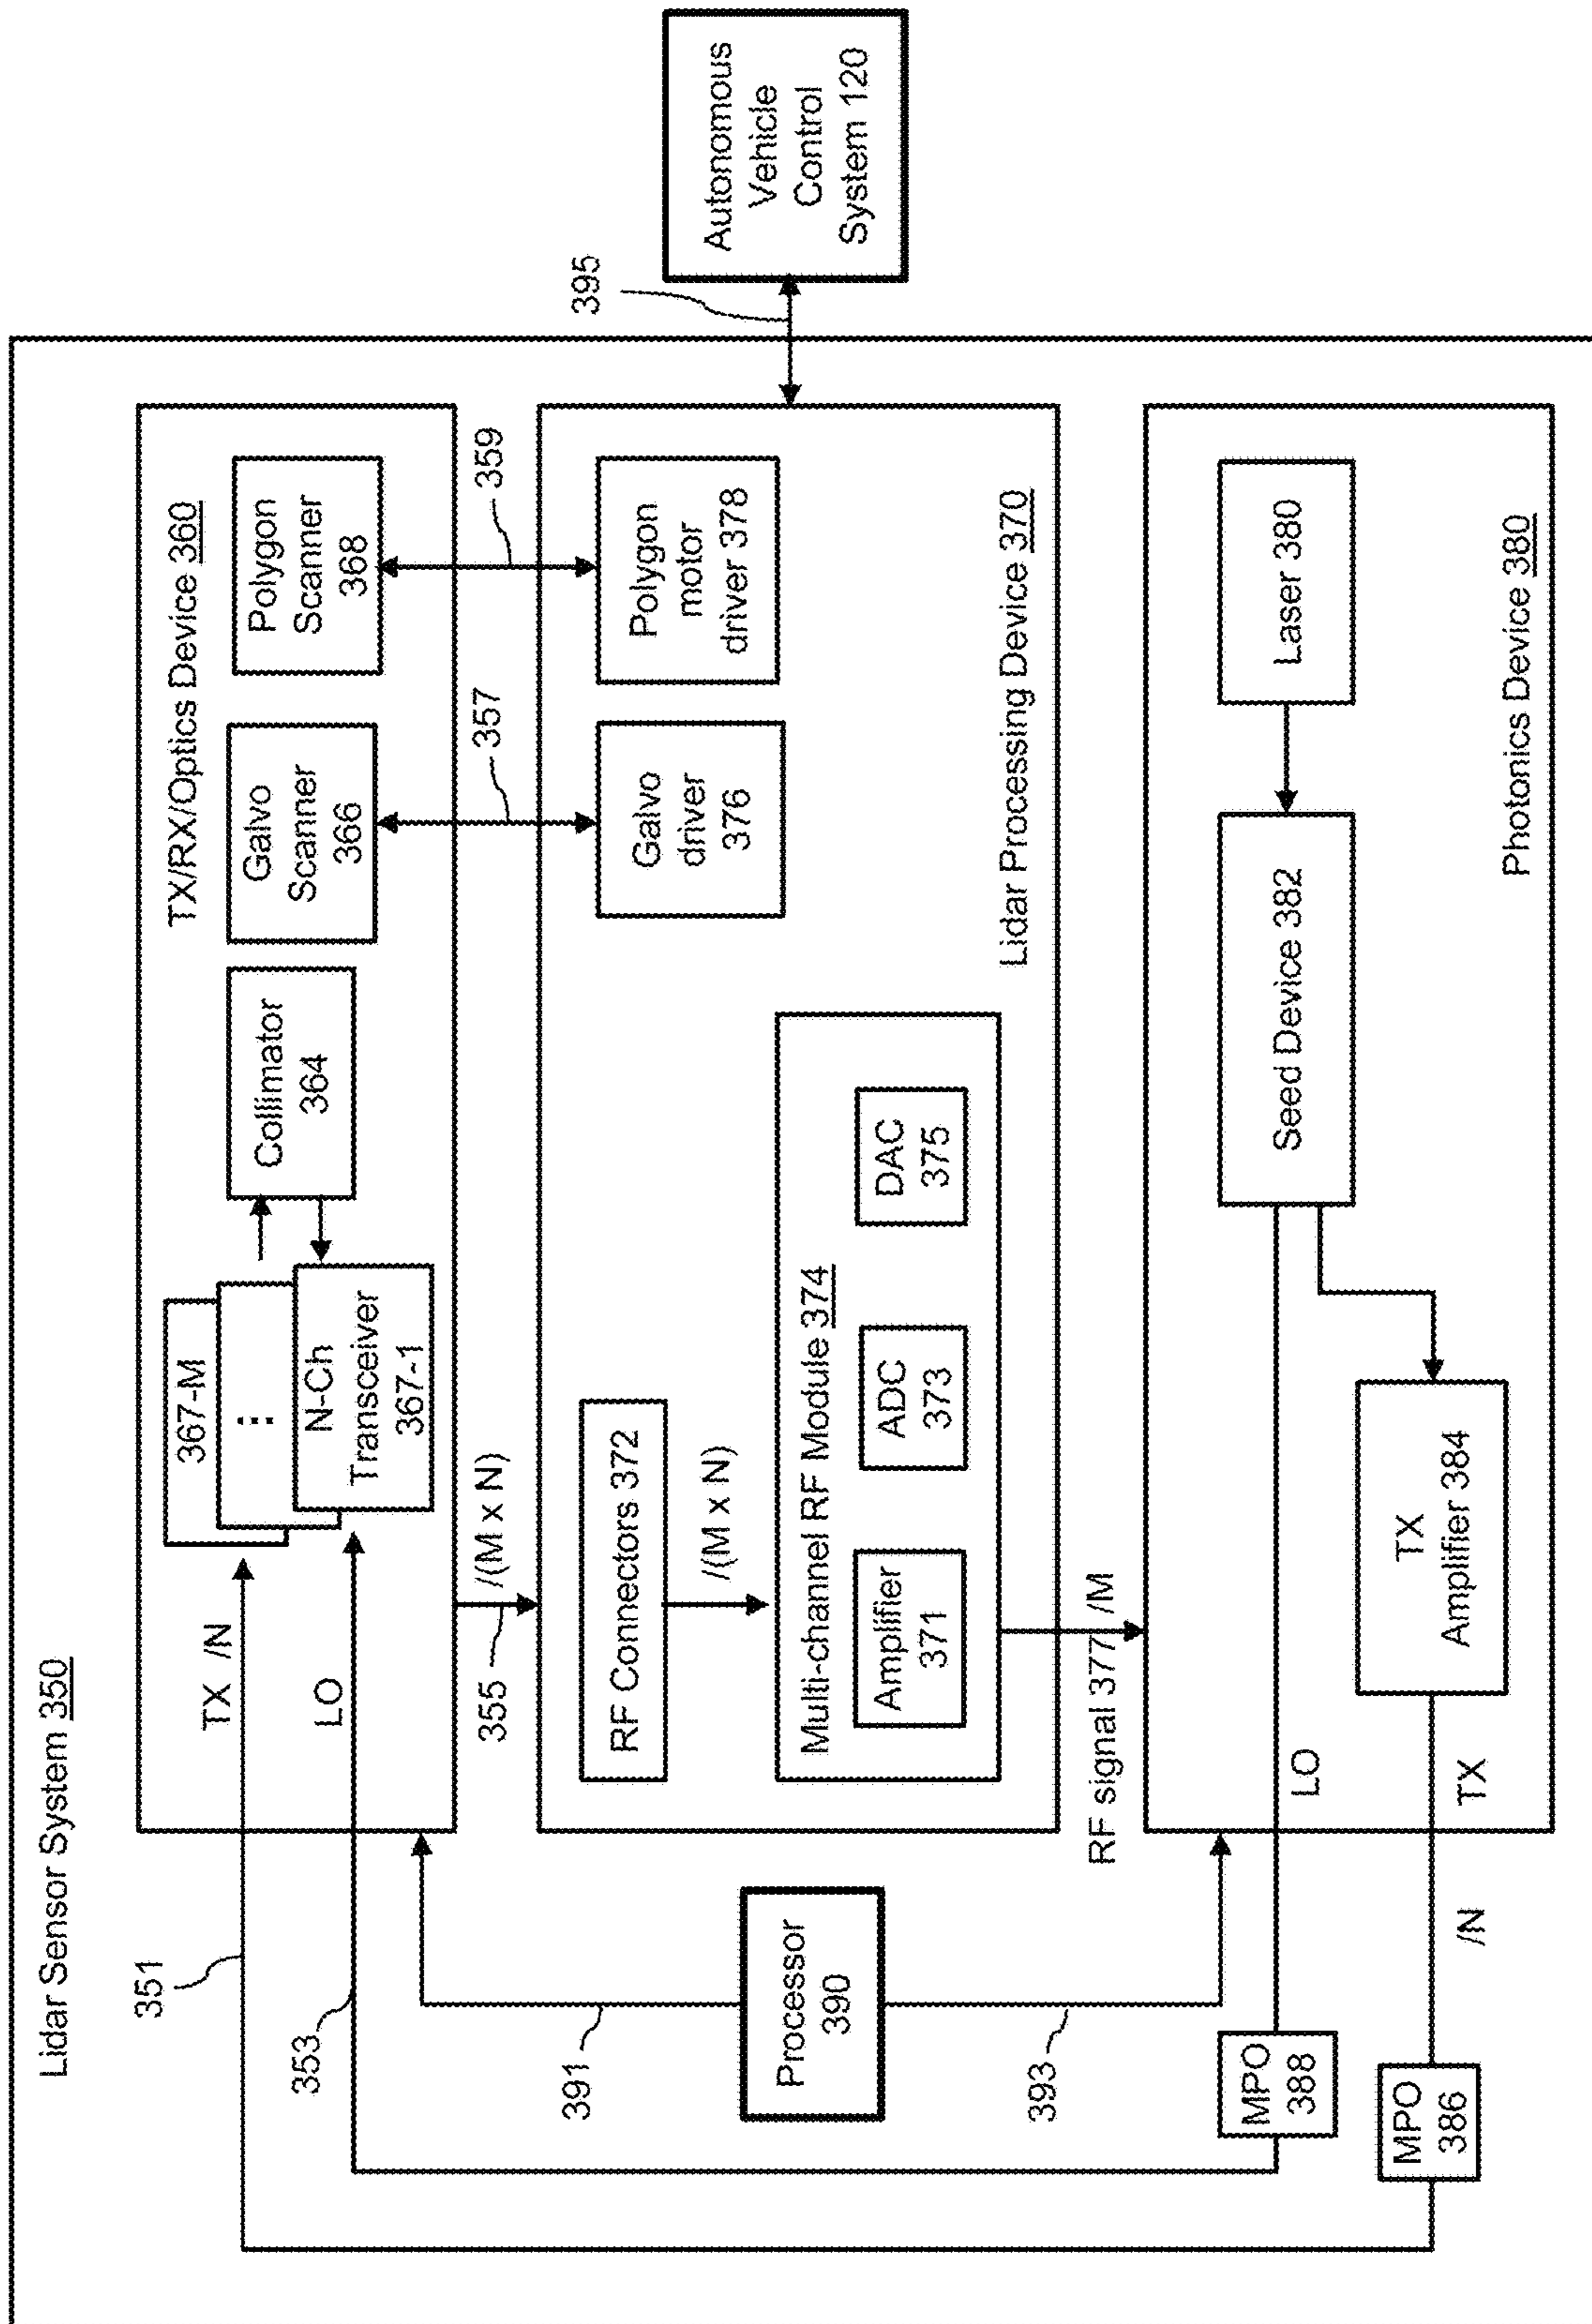 Lidar Sensor System 350
351
353
TX /N
LO
TX/RX/Optics Device 360
367-M
⋮
N-Ch
Transceiver
367-1
Collimator
364
Galvo
Scanner
366
Polygon
Scanner
368
355
/(M x N)
357
359
391
Processor
390
393
RF Connectors 372
/(M x N)
Multi-channel RF Module 374
Amplifier
371
ADC
373
DAC
375
Galvo
driver
376
Polygon
motor
driver 378
Lidar Processing Device 370
395
Autonomous
Vehicle
Control
System 120
RF signal 377 /M
MPO
388
MPO
386
/N
LO
TX
TX
Amplifier 384
Seed Device 382
Laser 380
Photonics Device 380